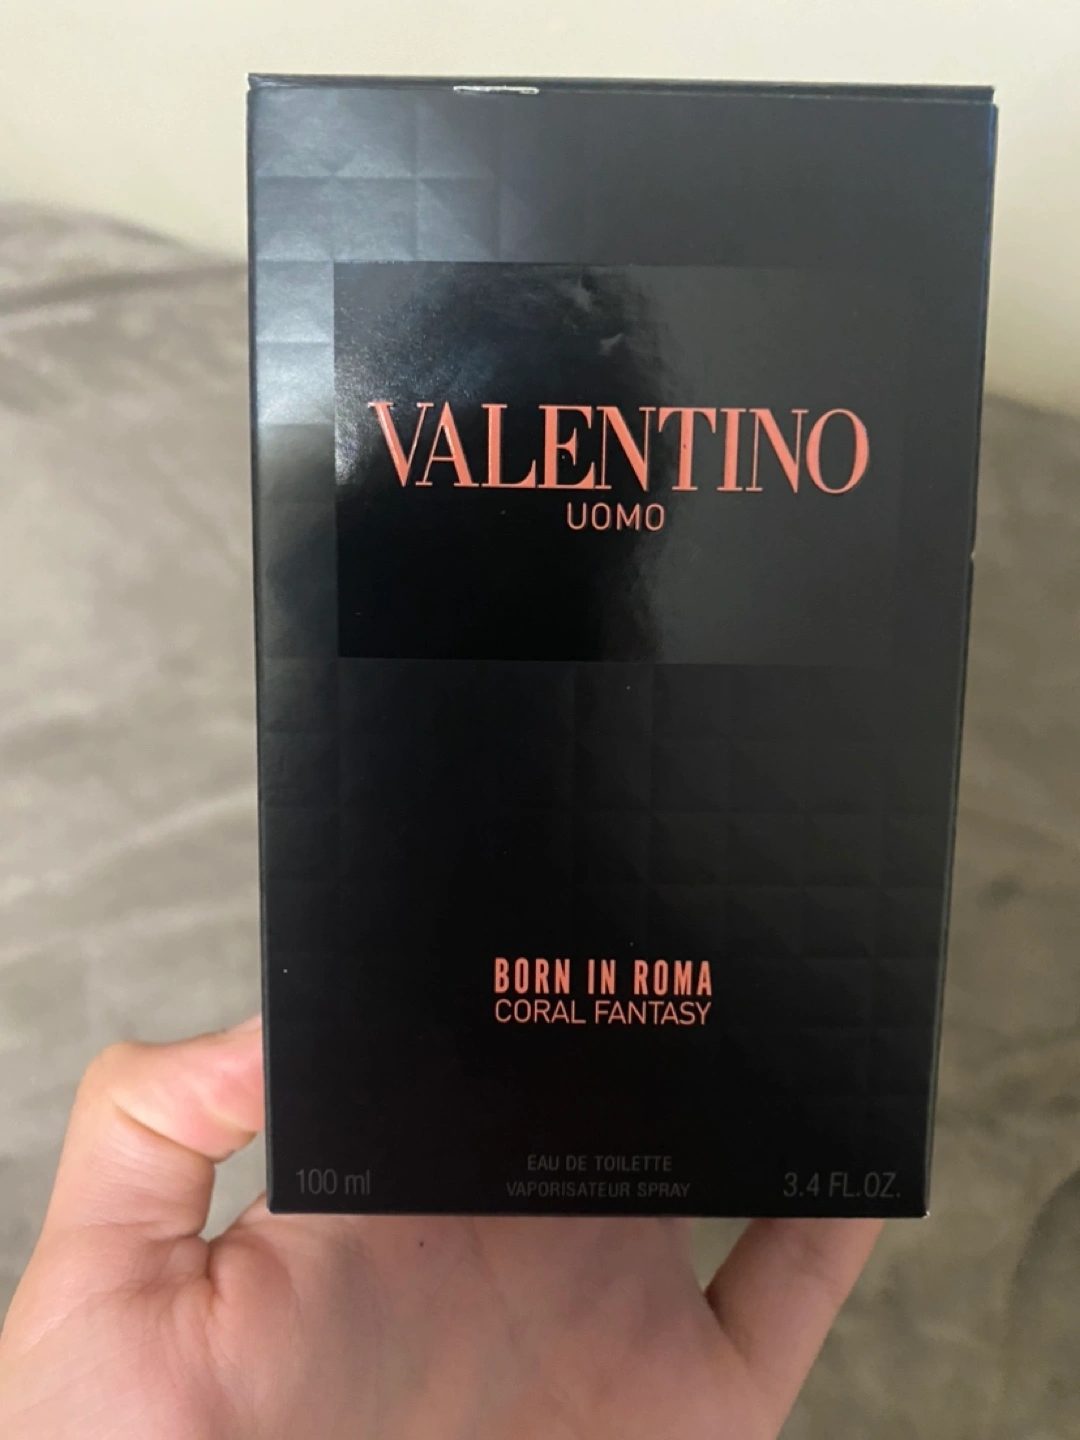 VALENTINO
UOMO
BORN IN ROMA
CORAL FANTASY
EAU DE TOILETTE
100 ml VAPORISATEUR SPRAY 3.4 FL.OZ.